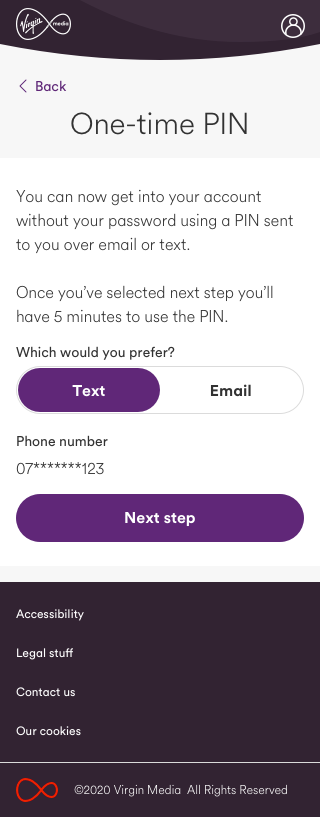 Virgin media
Back
One-time PIN
You can now get into your account
without your password using a PIN sent
to you over email or text.
Once you’ve selected next step you’ll
have 5 minutes to use the PIN.
Which would you prefer?
Text
Email
Phone number
07*******123
Next step
Accessibility
Legal stuff
Contact us
Our cookies
©2020 Virgin Media All Rights Reserved